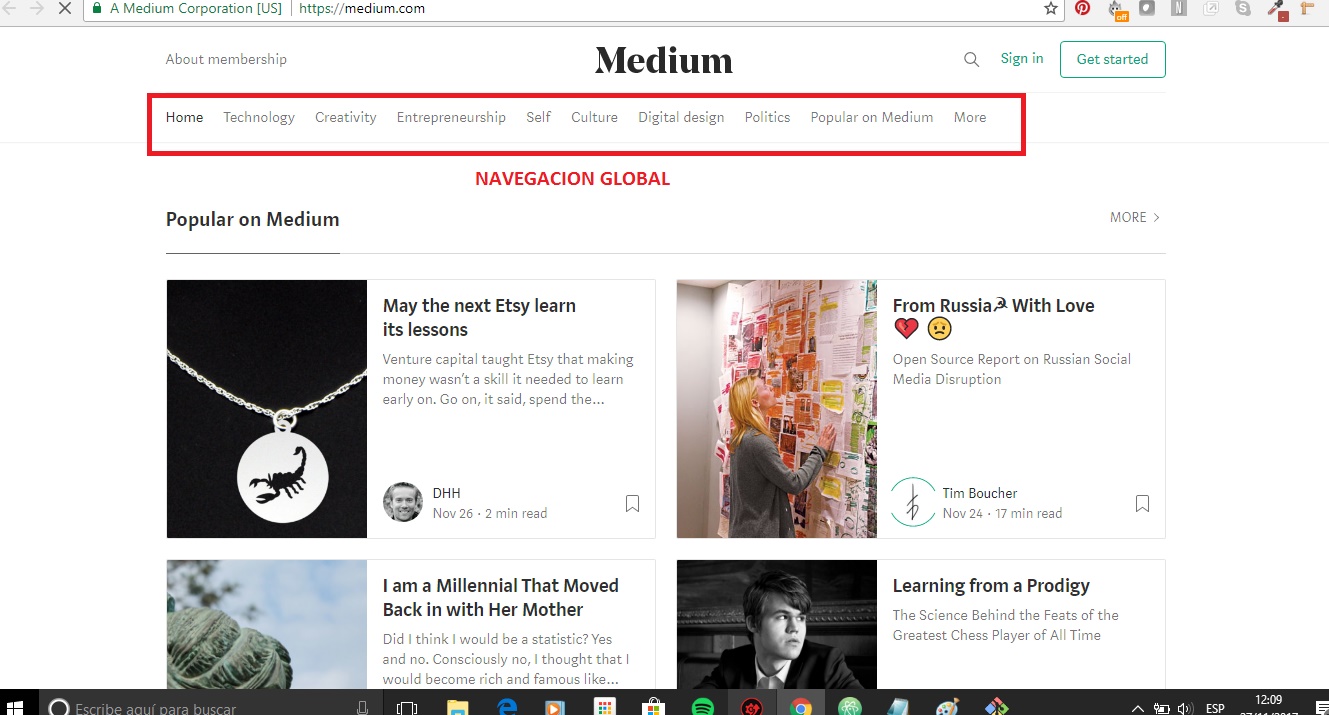 A Medium Corporation [US] https://medium.com
off
N
About membership
Medium
Sign in
Get started
Home Technology Creativity Entrepreneurship Self Culture Digital design Politics Popular on Medium More
NAVEGACION GLOBAL
Popular on Medium
MORE
May the next Etsy learn
its lessons
Venture capital taught Etsy that making
money wasn't a skill it needed to learn
early on. Go on, it said, spend the...
DHH
Nov 26 · 2 min read
From Russia☭ With Love
💔 😟
Open Source Report on Russian Social
Media Disruption
Tim Boucher
Nov 24 · 17 min read
I am a Millennial That Moved
Back in with Her Mother
Did I think I would be a statistic? Yes
and no. Consciously no, I thought that I
would become rich and famous like...
Learning from a Prodigy
The Science Behind the Feats of the
Greatest Chess Player of All Time
Escribe aquí para buscar
ESP
12:09
27/11/2017